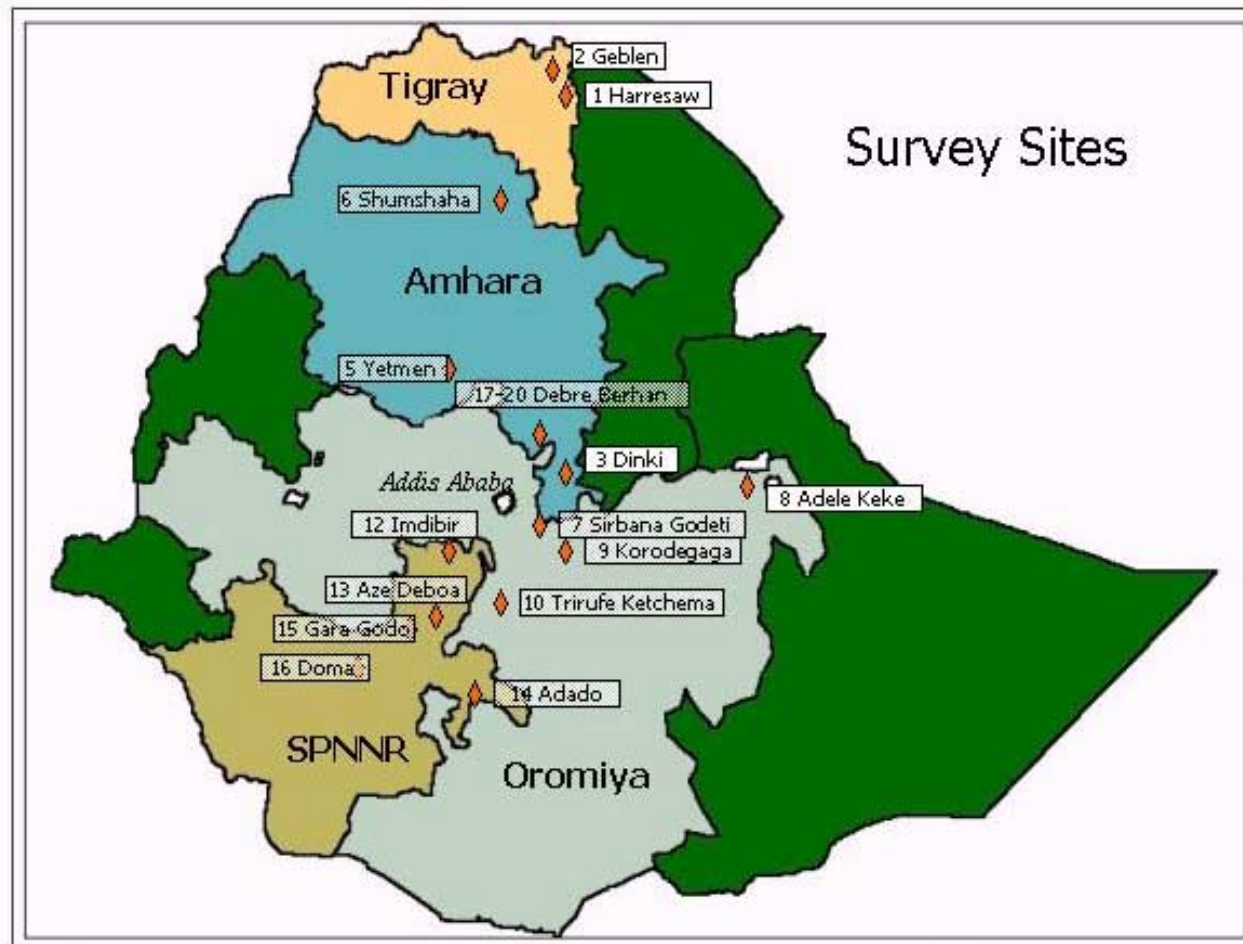 2 Geblen
Tigray
1 Harresaw
Survey Sites
6 Shumshaha
Amhara
5 Yetmen
17-20 Debre Berhan
3 Dinki
Addis Ababa
8 Adele Keke
12 Imdibir
7 Sirbana Godeti
9 Korodegaga
13 Aze Deboa
10 Trirufe Ketchema
15 Gara-Godo
16 Doma
14 Adado
SPNNR
Oromiya